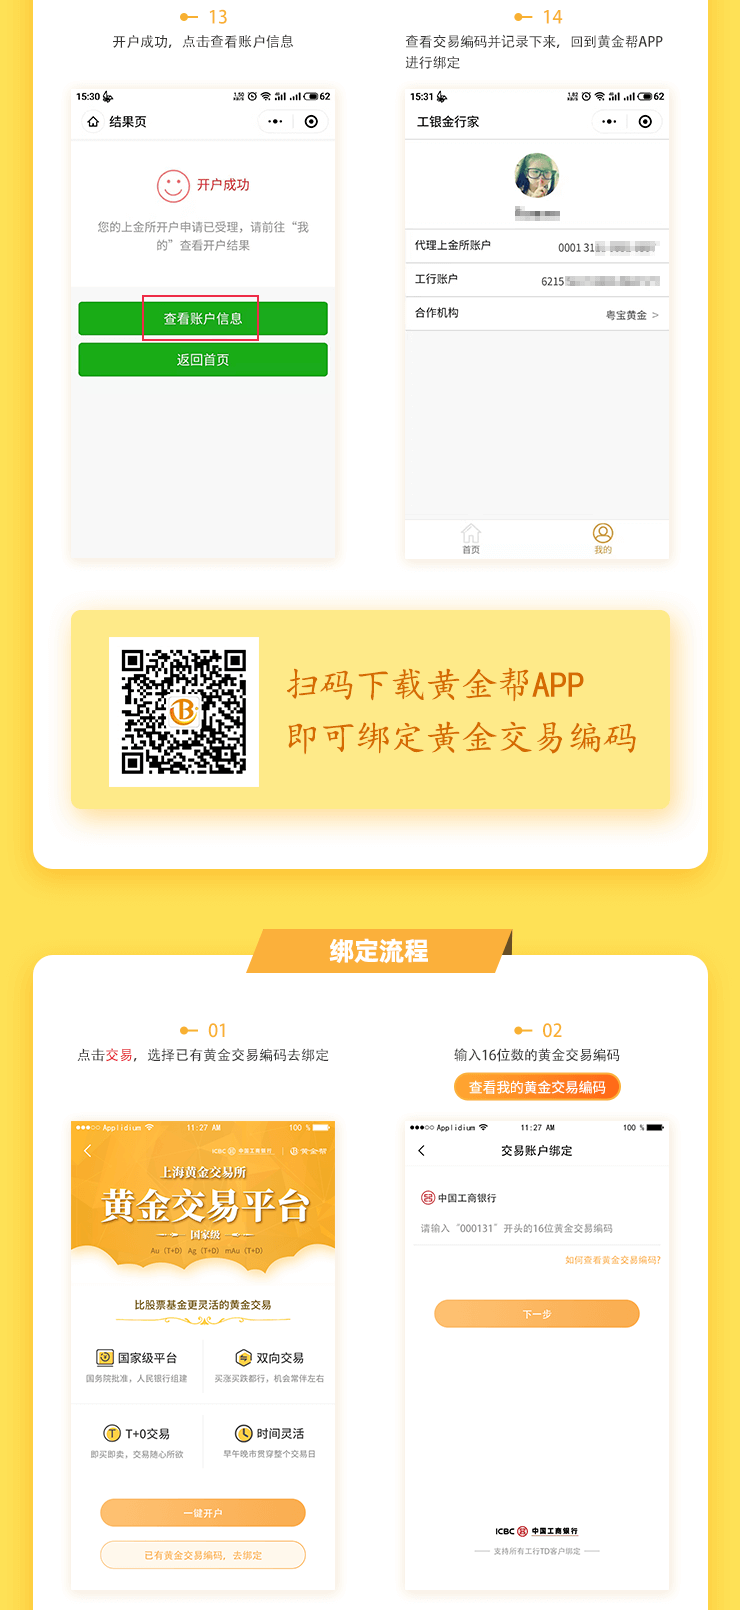 13
开户成功，点击查看账户信息
15:30
62
结果页
开户成功
您的上金所开户申请已受理，请前往“我
的”查看开户结果
查看账户信息
返回首页
14
查看交易编码并记录下来，回到黄金帮APP
进行绑定
15:31
62
工银金行家
代理上金所账户
0001 31
工行账户
6215
合作机构
粤宝黄金 >
首页
我的
扫码下载黄金帮APP
即可绑定黄金交易编码
绑定流程
01
点击交易，选择已有黄金交易编码去绑定
Applidium
11:27 AM
100 %
ICBC 中国工商银行
黄金帮
上海黄金交易所
黄金交易平台
国家级
Au（T+D） Ag（T+D） mAu（T+D）
比股票基金更灵活的黄金交易
国家级平台
国务院批准，人民银行组建
双向交易
买涨买跌都行，机会常伴左右
T+0交易
即买即卖，交易随心所欲
时间灵活
早午晚市贯穿整个交易日
一键开户
已有黄金交易编码，去绑定
02
输入16位数的黄金交易编码
查看我的黄金交易编码
Applidium
11:27 AM
100 %
交易账户绑定
中国工商银行
请输入“000131”开头的16位黄金交易编码
如何查看黄金交易编码?
下一步
ICBC 中国工商银行
支持所有工行TD客户绑定